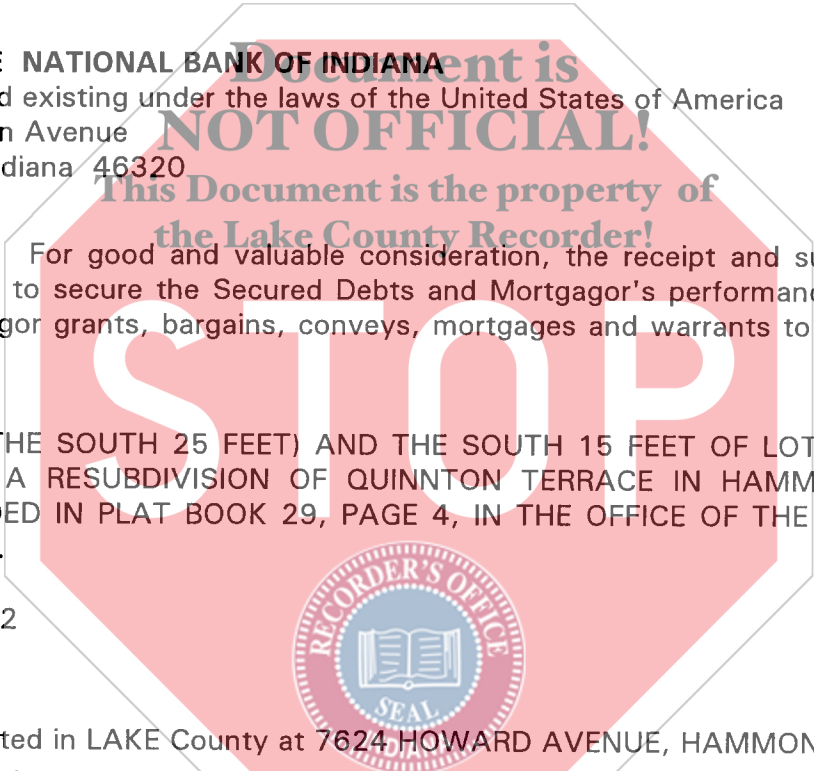 E NATIONAL BANK OF INDIANA
Document is
d existing under the laws of the United States of America
n Avenue
NOT OFFICIAL!
diana 46320
This Document is the property of
the Lake County Recorder!
For good and valuable consideration, the receipt and su
to secure the Secured Debts and Mortgagor's performanc
gor grants, bargains, conveys, mortgages and warrants to
STOP
THE SOUTH 25 FEET) AND THE SOUTH 15 FEET OF LOT
A RESUBDIVISION OF QUINNTON TERRACE IN HAMM
DED IN PLAT BOOK 29, PAGE 4, IN THE OFFICE OF THE
2
RECORDER'S OFFICE
SEAL
INDIANA
ted in LAKE County at 7624 HOWARD AVENUE, HAMMON